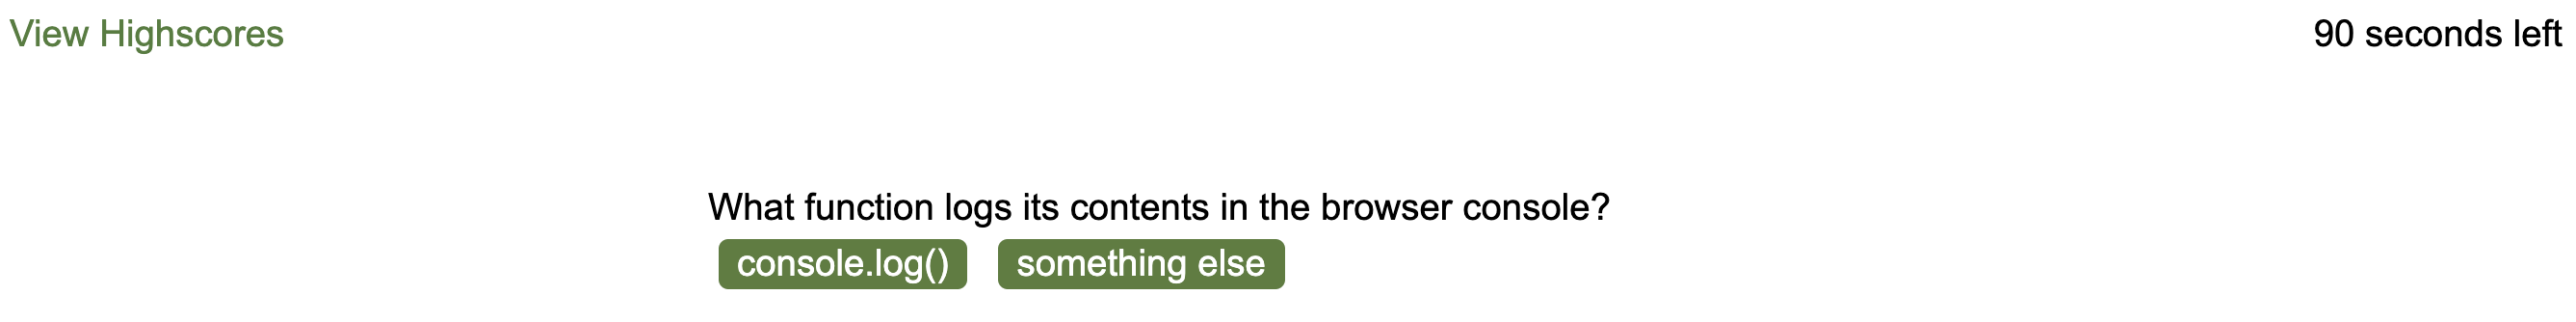 View Highscores
90 seconds left
What function logs its contents in the browser console?
console.log()
something else